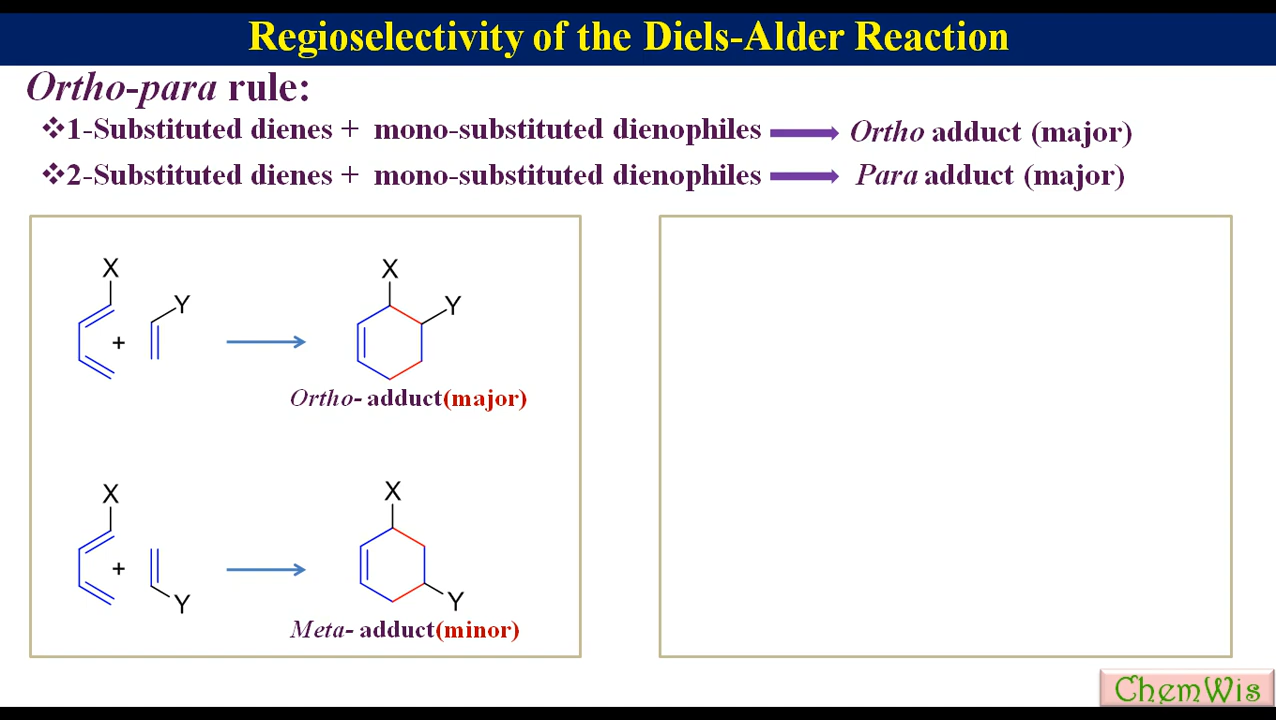 Regioselectivity of the Diels-Alder Reaction
Ortho-para rule:
❖1-Substituted dienes + mono-substituted dienophiles ⟶ Ortho adduct (major)
❖2-Substituted dienes + mono-substituted dienophiles ⟶ Para adduct (major)
X
Y
+
X
Y
Ortho- adduct(major)
X
+
Y
X
Y
Meta- adduct(minor)
ChemWis